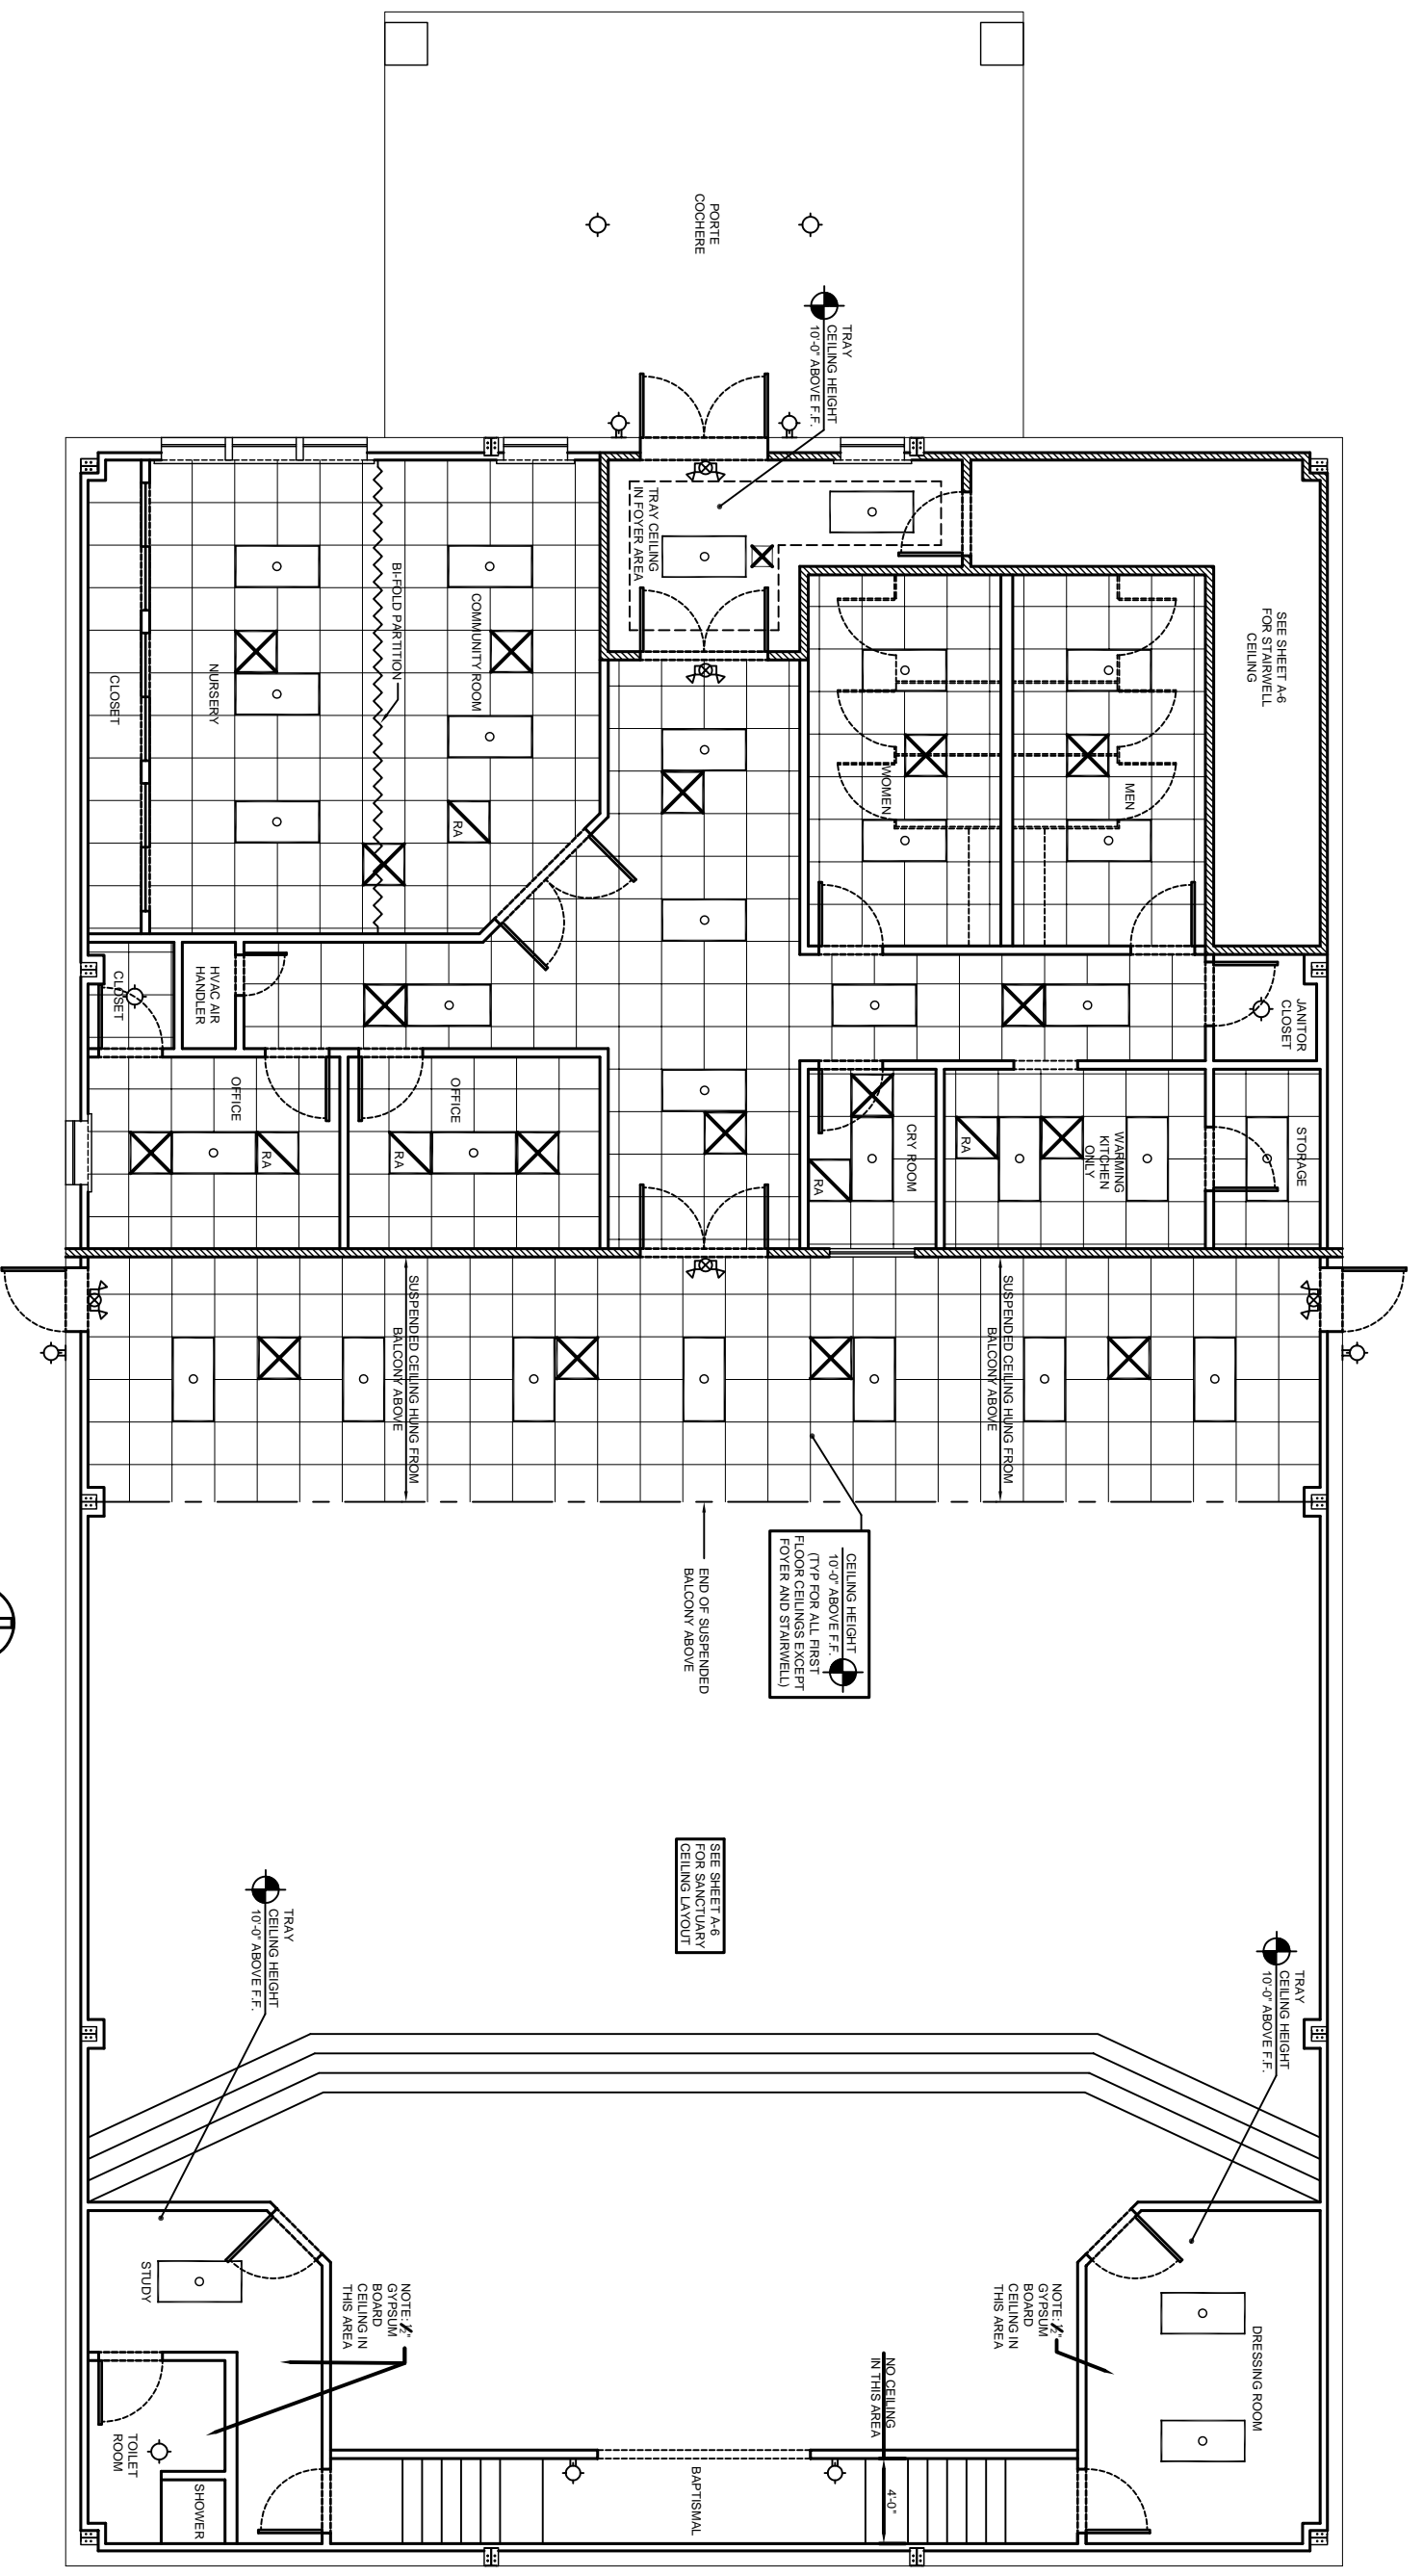 PORTE
COCHERE
TRAY
CEILING HEIGHT
10'-0" ABOVE F.F.
TRAY CEILING
IN FOYER AREA
SEE SHEET A-6
FOR STAIRWELL
CEILING
COMMUNITY ROOM
BI-FOLD PARTITION
NURSERY
CLOSET
RA
WOMEN
MEN
JANITOR
CLOSET
HVAC AIR
HANDLER
CLOSET
STORAGE
WARMING
KITCHEN
ONLY
RA
CRY ROOM
RA
OFFICE
RA
OFFICE
RA
SUSPENDED CEILING HUNG FROM
BALCONY ABOVE
SUSPENDED CEILING HUNG FROM
BALCONY ABOVE
CEILING HEIGHT
10'-0" ABOVE F.F.
(TYP FOR ALL FIRST
FLOOR CEILINGS EXCEPT
FOYER AND STAIRWELL)
END OF SUSPENDED
BALCONY ABOVE
SEE SHEET A-6
FOR SANCTUARY
CEILING LAYOUT
TRAY
CEILING HEIGHT
10'-0" ABOVE F.F.
TRAY
CEILING HEIGHT
10'-0" ABOVE F.F.
NOTE: ½"
GYPSUM
BOARD
CEILING IN
THIS AREA
DRESSING ROOM
NOTE: ½"
GYPSUM
BOARD
CEILING IN
THIS AREA
STUDY
NO CEILING
IN THIS AREA
4'-0"
BAPTISMAL
TOILET
ROOM
SHOWER